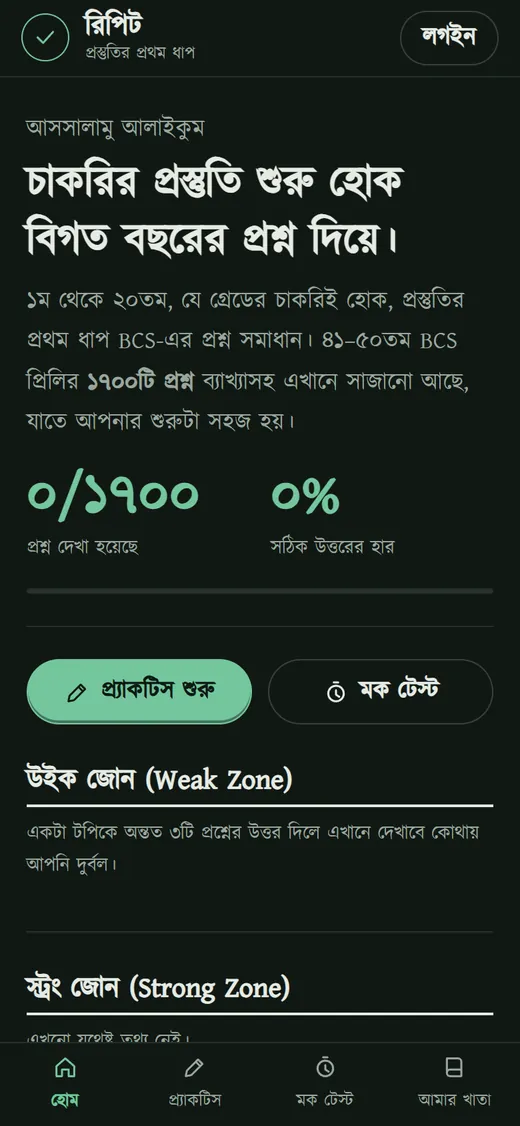 রিপিট
প্রস্তুতির প্রথম ধাপ
লগইন
আসসালামু আলাইকুম
চাকরির প্রস্তুতি শুরু হোক
বিগত বছরের প্রশ্ন দিয়ে।
১ম থেকে ২০তম, যে গ্রেডের চাকরিই হোক, প্রস্তুতির
প্রথম ধাপ BCS-এর প্রশ্ন সমাধান। ৪১–৫০তম BCS
প্রিলির ১৭০০টি প্রশ্ন ব্যাখ্যাসহ এখানে সাজানো আছে,
যাতে আপনার শুরুটা সহজ হয়।
০/১৭০০
০%
প্রশ্ন দেখা হয়েছে
সঠিক উত্তরের হার
প্র্যাকটিস শুরু
মক টেস্ট
উইক জোন (Weak Zone)
একটা টপিকে অন্তত ৩টি প্রশ্নের উত্তর দিলে এখানে দেখাবে কোথায়
আপনি দুর্বল।
স্ট্রং জোন (Strong Zone)
এখনো যথেষ্ট তথ্য নেই।
হোম
প্র্যাকটিস
মক টেস্ট
আমার খাতা